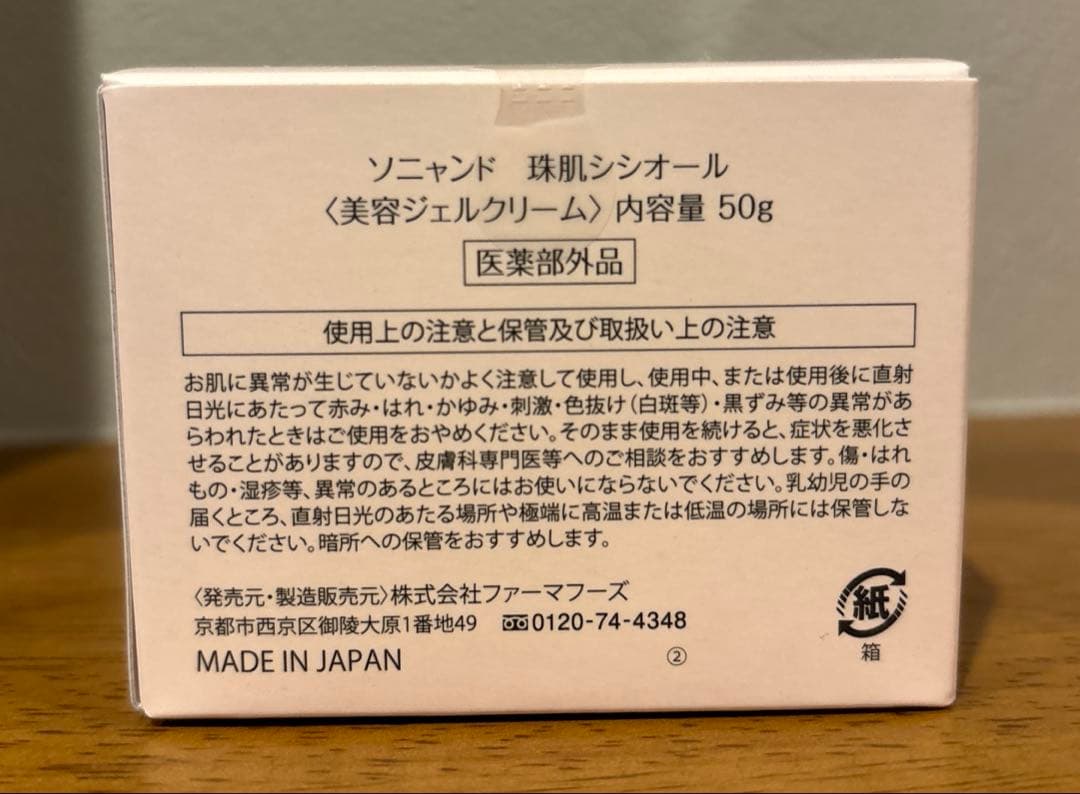 ソニャンド 珠肌シシオール
〈美容ジェルクリーム〉内容量 50g
医薬部外品
使用上の注意と保管及び取扱い上の注意
お肌に異常が生じていないかよく注意して使用し、使用中、または使用後に直射
日光にあたって赤み・はれ・かゆみ・刺激・色抜け(白斑等)・黒ずみ等の異常があ
らわれたときはご使用をおやめください。そのまま使用を続けると、症状を悪化さ
せることがありますので、皮膚科専門医等へのご相談をおすすめします。傷・はれ
もの・湿疹等、異常のあるところにはお使いにならないでください。乳幼児の手の
届くところ、直射日光のあたる場所や極端に高温または低温の場所には保管しな
いでください。暗所への保管をおすすめします。
〈発売元・製造販売元〉株式会社ファーマフーズ
京都市西京区御陵大原1番地49 0120-74-4348
MADE IN JAPAN ②
紙
箱